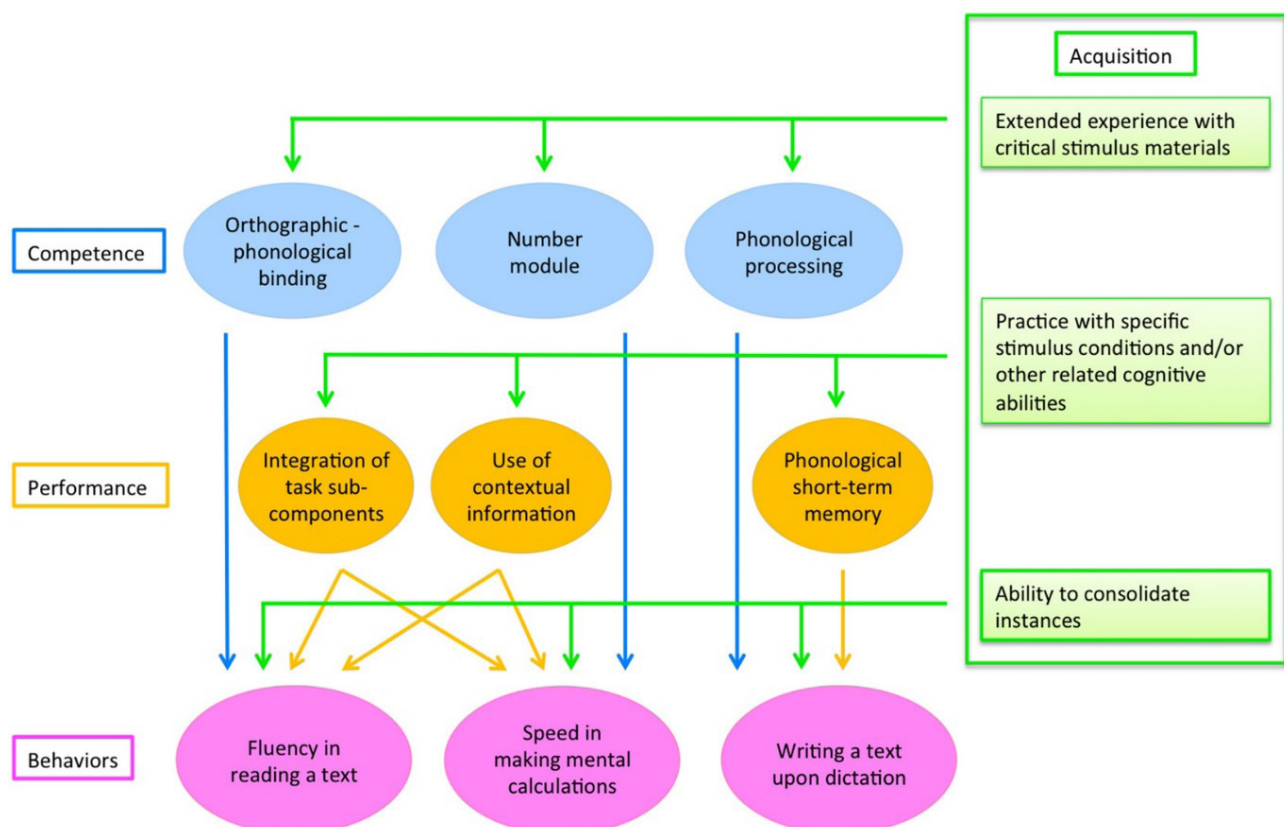 Acquisition
Extended experience with
critical stimulus materials
Competence
Orthographic -
phonological
binding
Number
module
Phonological
processing
Practice with specific
stimulus conditions and/or
other related cognitive
abilities
Performance
Integration of
task sub-
components
Use of
contextual
information
Phonological
short-term
memory
Ability to consolidate
instances
Behaviors
Fluency in
reading a text
Speed in
making mental
calculations
Writing a text
upon dictation